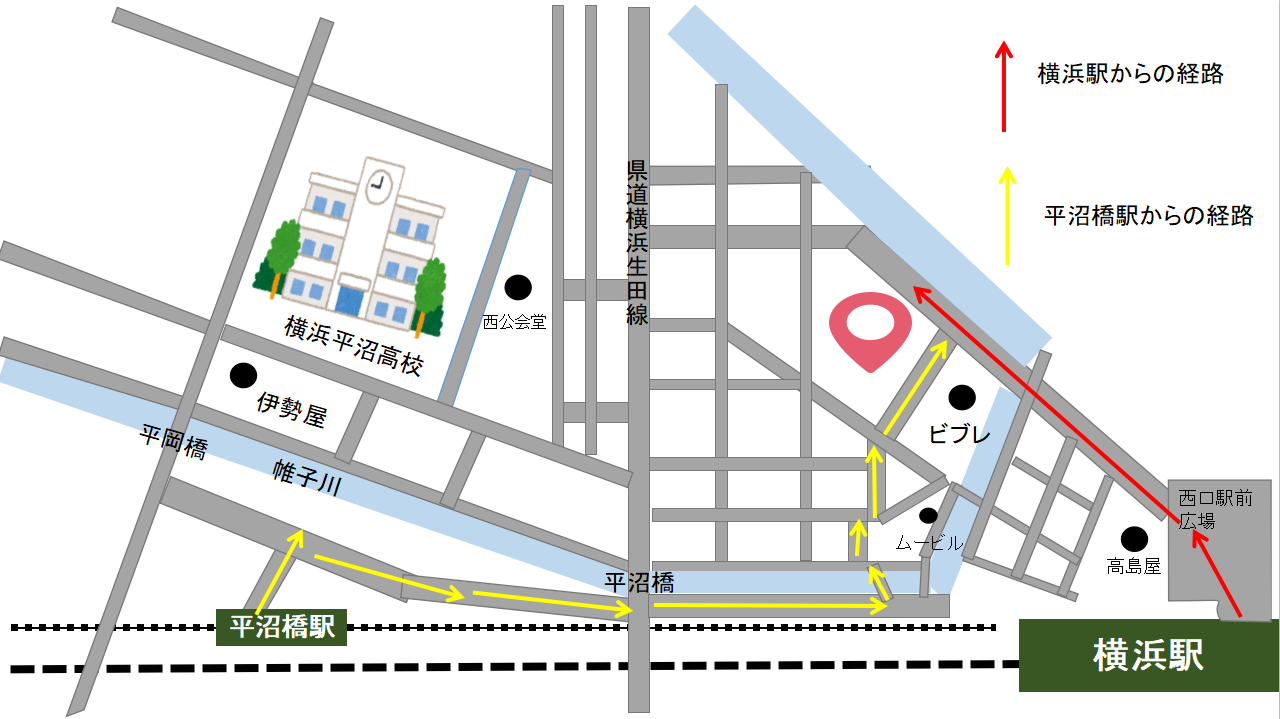 横浜駅からの経路
平沼橋駅からの経路
県道横浜生田線
西公会堂
横浜平沼高校
伊勢屋
平岡橋
帷子川
ビブレ
西口駅前
広場
ムービル
高島屋
平沼橋
平沼橋駅
横浜駅